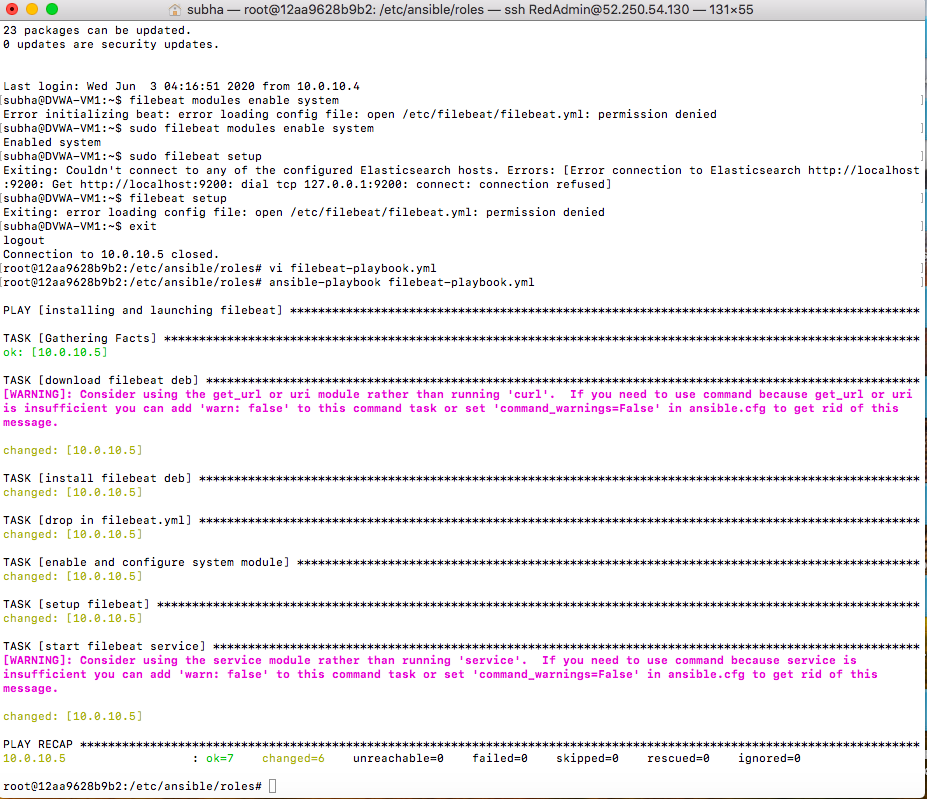 subha — root@12aa9628b9b2: /etc/ansible/roles — ssh RedAdmin@52.250.54.130 — 131×55
23 packages can be updated.
0 updates are security updates.
Last login: Wed Jun  3 04:16:51 2020 from 10.0.10.4
[subha@DVWA-VM1:~$ filebeat modules enable system ]
Error initializing beat: error loading config file: open /etc/filebeat/filebeat.yml: permission denied
[subha@DVWA-VM1:~$ sudo filebeat modules enable system ]
Enabled system
[subha@DVWA-VM1:~$ sudo filebeat setup ]
Exiting: Couldn't connect to any of the configured Elasticsearch hosts. Errors: [Error connection to Elasticsearch http://localhost
:9200: Get http://localhost:9200: dial tcp 127.0.0.1:9200: connect: connection refused]
[subha@DVWA-VM1:~$ filebeat setup ]
Exiting: error loading config file: open /etc/filebeat/filebeat.yml: permission denied
[subha@DVWA-VM1:~$ exit ]
logout
Connection to 10.0.10.5 closed.
[root@12aa9628b9b2:/etc/ansible/roles# vi filebeat-playbook.yml ]
[root@12aa9628b9b2:/etc/ansible/roles# ansible-playbook filebeat-playbook.yml ]
PLAY [installing and launching filebeat] ******************************************************************************************
TASK [Gathering Facts] ************************************************************************************************************
ok: [10.0.10.5]
TASK [download filebeat deb] ******************************************************************************************************
[WARNING]: Consider using the get_url or uri module rather than running 'curl'.  If you need to use command because get_url or uri
is insufficient you can add 'warn: false' to this command task or set 'command_warnings=False' in ansible.cfg to get rid of this
message.
changed: [10.0.10.5]
TASK [install filebeat deb] *******************************************************************************************************
changed: [10.0.10.5]
TASK [drop in filebeat.yml] *******************************************************************************************************
changed: [10.0.10.5]
TASK [enable and configure system module] *****************************************************************************************
changed: [10.0.10.5]
TASK [setup filebeat] *************************************************************************************************************
changed: [10.0.10.5]
TASK [start filebeat service] *****************************************************************************************************
[WARNING]: Consider using the service module rather than running 'service'.  If you need to use command because service is
insufficient you can add 'warn: false' to this command task or set 'command_warnings=False' in ansible.cfg to get rid of this
message.
changed: [10.0.10.5]
PLAY RECAP ************************************************************************************************************************
10.0.10.5                  : ok=7    changed=6    unreachable=0    failed=0    skipped=0    rescued=0    ignored=0
root@12aa9628b9b2:/etc/ansible/roles#